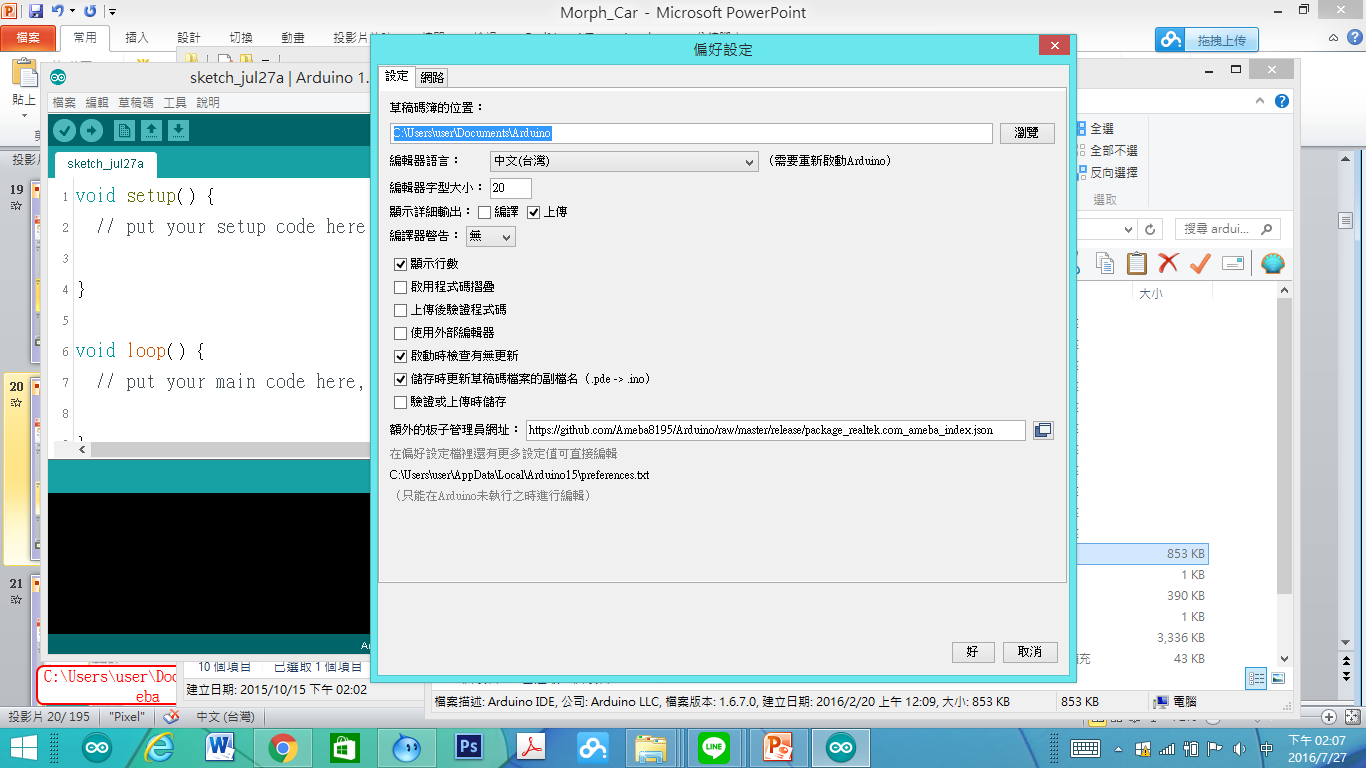 Morph_Car - Microsoft PowerPoint
檔案
常用
插入
設計
切換
動畫
拖拽上传
貼上
sketch_jul27a | Arduino 1.
檔案 編輯 草稿碼 工具 說明
sketch_jul27a
1 void setup() {
2 // put your setup code here
3
4 }
5
6 void loop() {
7 // put your main code here,
8
偏好設定
設定 網路
草稿碼簿的位置：
C:\Users\user\Documents\Arduino
瀏覽
編輯器語言： 中文(台灣) （需要重新啟動Arduino）
編輯器字型大小： 20
顯示詳細輸出： 編譯 上傳
編譯器警告： 無
顯示行數
啟用程式碼摺疊
上傳後驗證程式碼
使用外部編輯器
啟動時檢查有無更新
儲存時更新草稿碼檔案的副檔名（.pde -> .ino）
驗證或上傳時儲存
額外的板子管理員網址： https://github.com/Ameba8195/Arduino/raw/master/release/package_realtek.com_ameba_index.json
在偏好設定檔裡還有更多設定值可直接編輯
C:\Users\user\AppData\Local\Arduino15\preferences.txt
（只能在Arduino未執行之時進行編輯）
好 取消
全選
全部不選
反向選擇
選取
搜尋 ardui...
大小
853 KB
1 KB
390 KB
1 KB
3,336 KB
43 KB
19
20
21
C:\Users\user\Doc
eba
10 個項目 已選取 1 個項目
建立日期: 2015/10/15 下午 02:02
檔案描述: Arduino IDE, 公司: Arduino LLC, 檔案版本: 1.6.7.0, 建立日期: 2016/2/20 上午 12:09, 大小: 853 KB
853 KB
電腦
投影片 20/ 195 "Pixel" 中文 (台灣)
LINE
中
下午 02:07
2016/7/27